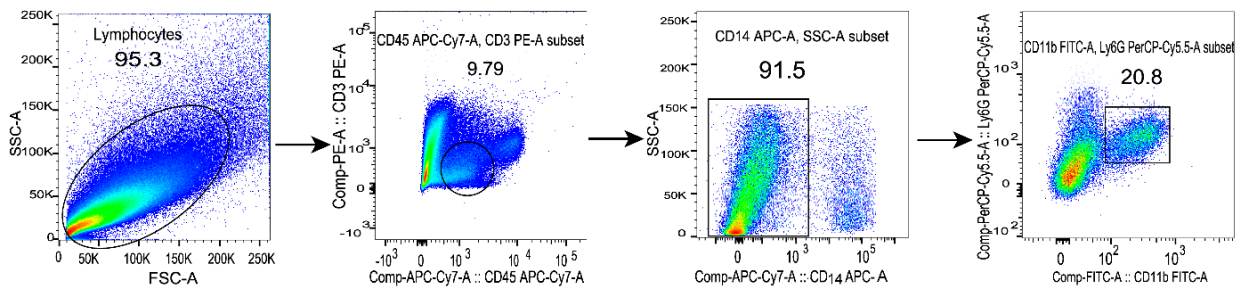 Lymphocytes
95.3
250K
200K
150K
100K
50K
0
SSC-A
0 50K 100K 150K 200K 250K
FSC-A
CD45 APC-Cy7-A, CD3 PE-A subset
9.79
10^5
10^4
10^3
0
-10^3
Comp-PE-A :: CD3 PE-A
-10^3 0 10^3 10^4 10^5
Comp-APC-Cy7-A :: CD45 APC-Cy7-A
CD14 APC-A, SSC-A subset
91.5
250K
200K
150K
100K
50K
0
SSC-A
0 10^3 10^4 10^5
Comp-APC-Cy7-A :: CD14 APC- A
CD11b FITC-A, Ly6G PerCP-Cy5.5-A subset
20.8
10^3
10^2
0
-10^2
Comp-PerCP-Cy5.5-A :: Ly6G PerCP-Cy5.5-A
0 10^2 10^3
Comp-FITC-A :: CD11b FITC-A